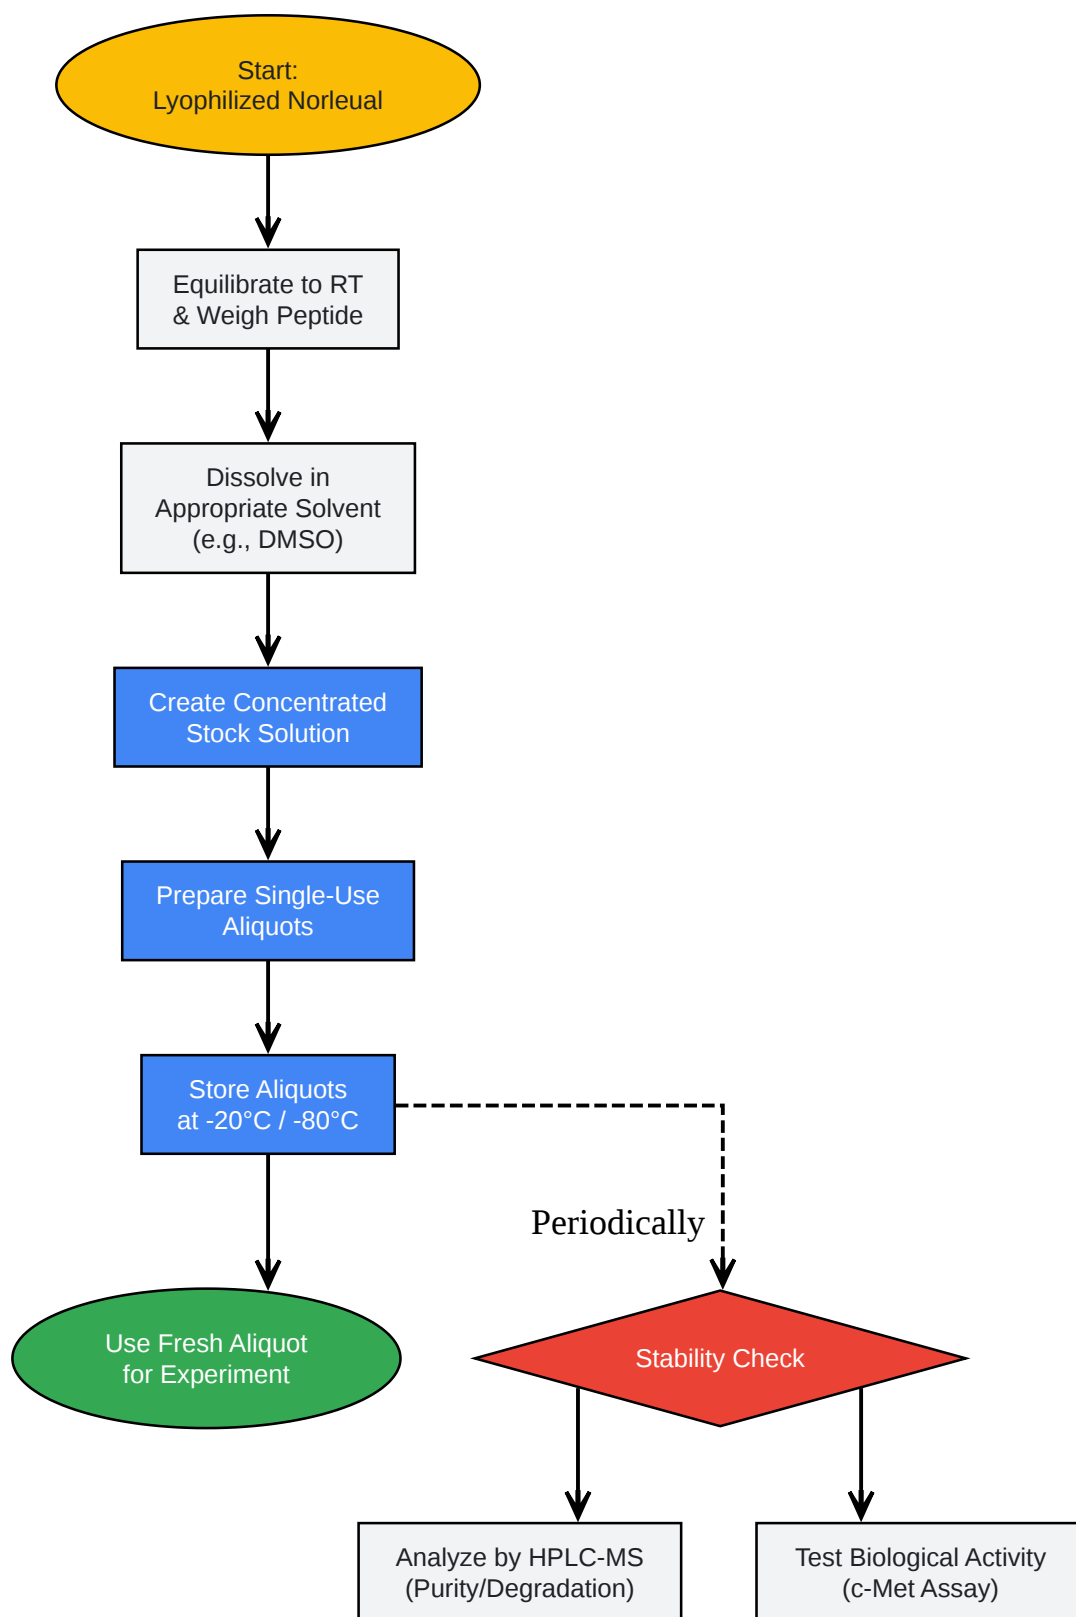 Start:
Lyophilized Norleual
Equilibrate to RT
& Weigh Peptide
Dissolve in
Appropriate Solvent
(e.g., DMSO)
Create Concentrated
Stock Solution
Prepare Single-Use
Aliquots
Store Aliquots
at -20°C / -80°C
Periodically
Use Fresh Aliquot
for Experiment
Stability Check
Analyze by HPLC-MS
(Purity/Degradation)
Test Biological Activity
(c-Met Assay)